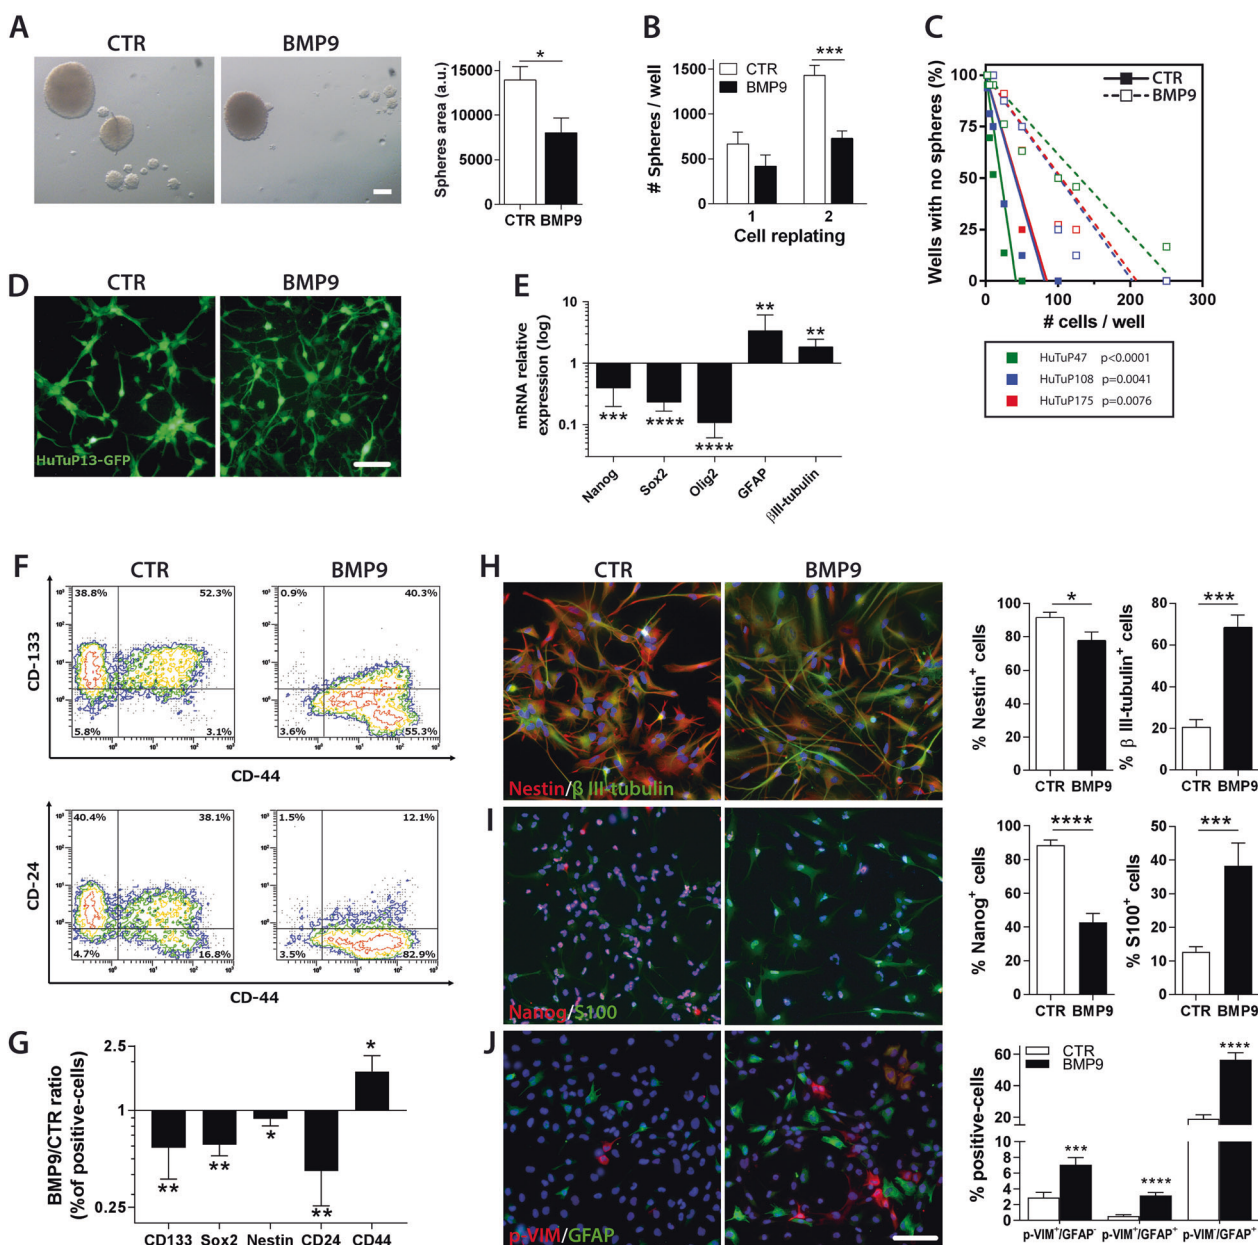 A
CTR
BMP9
Spheres area (a.u.)
15000
10000
5000
0
*
CTR BMP9
B
# Spheres / well
1500
1000
500
0
***
CTR
BMP9
1
2
Cell replating
C
Wells with no spheres (%)
100
75
50
25
0
CTR
BMP9
0
100
200
300
# cells / well
HuTuP47 p<0.0001
HuTuP108 p=0.0041
HuTuP175 p=0.0076
D
CTR
BMP9
HuTuP13-GFP
E
mRNA relative expression (log)
10
1
0.1
***
****
****
**
**
Nanog
Sox2
Olig2
GFAP
βIII-tubulin
F
CTR
BMP9
CD-133
38.8%
52.3%
5.8%
3.1%
0.9%
40.3%
3.6%
55.3%
CD-44
CD-24
40.4%
38.1%
4.7%
16.8%
1.5%
12.1%
3.5%
82.9%
CD-44
G
BMP9/CTR ratio
(%of positive-cells)
2.5
1
0.25
**
**
*
**
*
CD133 Sox2 Nestin CD24 CD44
H
CTR
BMP9
Nestin/β III-tubulin
% Nestin+ cells
100
80
60
40
20
0
*
CTR BMP9
% β III-tubulin+ cells
80
60
40
20
0
***
CTR BMP9
I
Nanog/S100
% Nanog+ cells
100
80
60
40
20
0
****
CTR BMP9
% S100+ cells
50
40
30
20
10
0
***
CTR BMP9
J
p-VIM/GFAP
% positive-cells
60
40
20
10
8
6
4
2
0
CTR
BMP9
***
****
****
p-VIM+/GFAP-
p-VIM+/GFAP+
p-VIM-/GFAP+